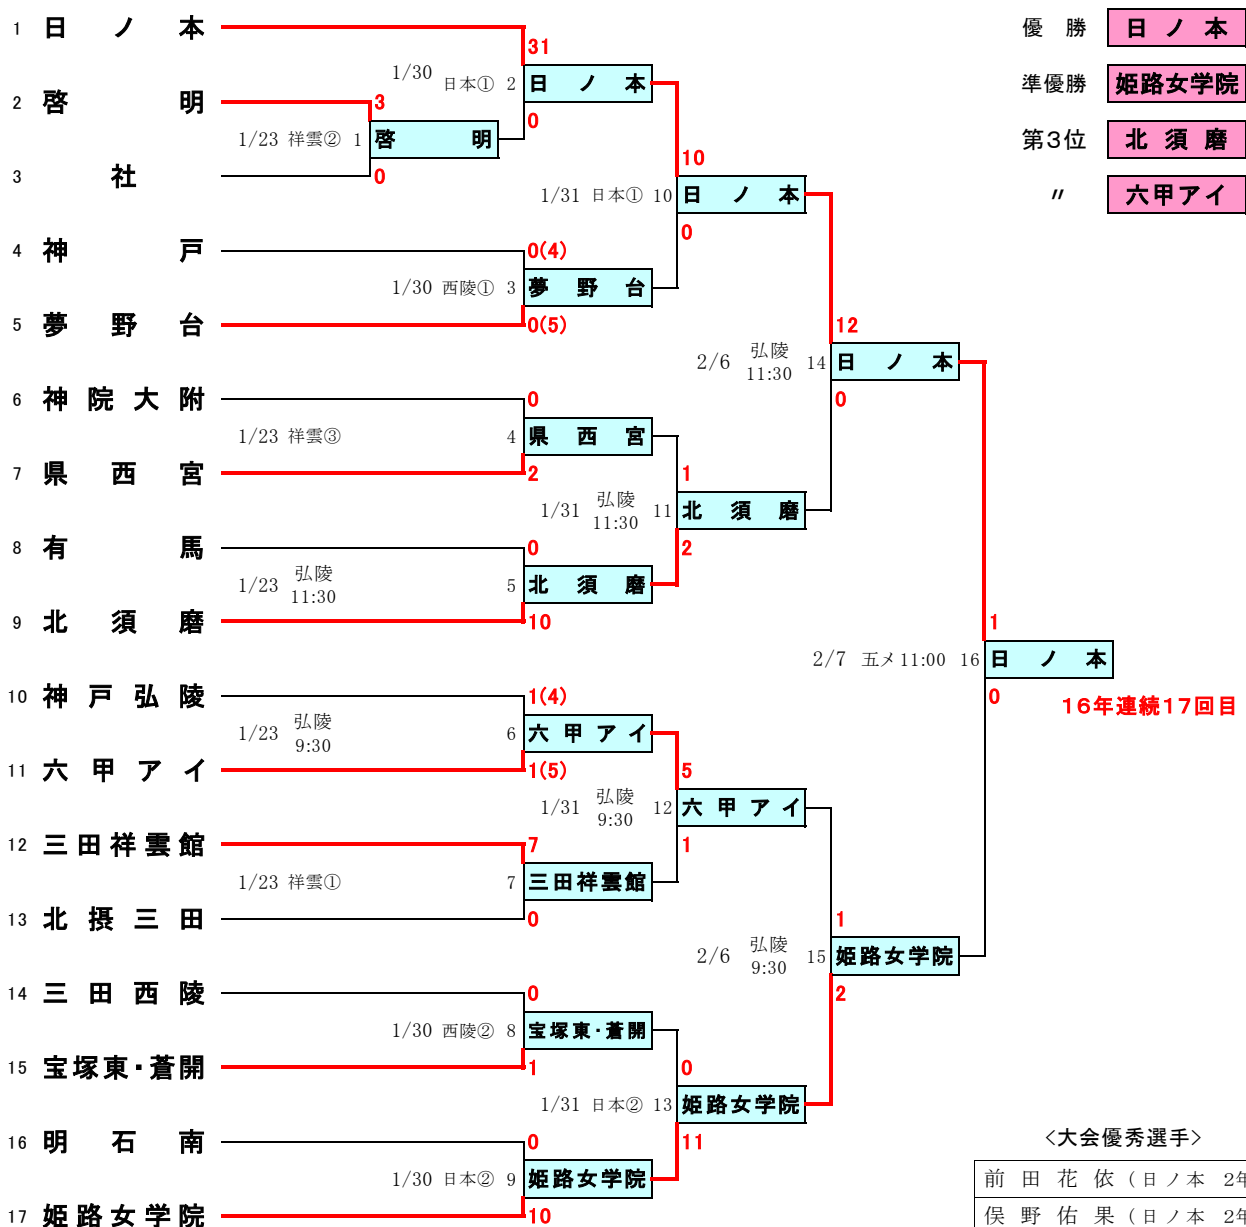 1 日ノ本
2 啓明
3 社
4 神戸
5 夢野台
6 神院大附
7 県西宮
8 有馬
9 北須磨
10 神戸弘陵
11 六甲アイ
12 三田祥雲館
13 北摂三田
14 三田西陵
15 宝塚東・蒼開
16 明石南
17 姫路女学院
3
1/23 祥雲② 1 啓明
0
31
1/30 日本① 2 日ノ本
0
0(4)
1/30 西陵① 3 夢野台
0(5)
0
1/23 祥雲③ 4 県西宮
2
0
1/23 弘陵 11:30 5 北須磨
10
1(4)
1/23 弘陵 9:30 6 六甲アイ
1(5)
7
1/23 祥雲① 7 三田祥雲館
0
0
1/30 西陵② 8 宝塚東・蒼開
1
0
1/30 日本② 9 姫路女学院
10
10
1/31 日本① 10 日ノ本
0
1
1/31 弘陵 11:30 11 北須磨
2
5
1/31 弘陵 9:30 12 六甲アイ
1
0
1/31 日本② 13 姫路女学院
11
12
2/6 弘陵 11:30 14 日ノ本
0
1
2/6 弘陵 9:30 15 姫路女学院
2
1
2/7 五メ11:00 16 日ノ本
0
16年連続17回目
優勝 日ノ本
準優勝 姫路女学院
第3位 北須磨
〃 六甲アイ
<大会優秀選手>
前田花依(日ノ本 2年
俣野佑果(日ノ本 2年